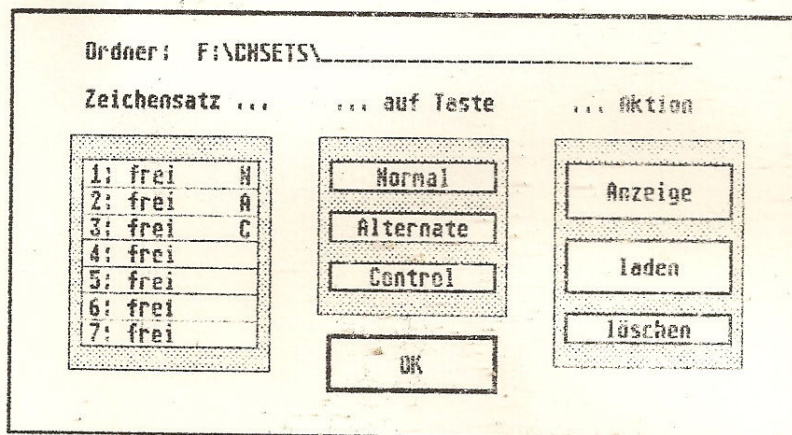 Ordner: F:\CHSETS\____________________________
Zeichensatz ... ... auf Taste ... Aktion
1: frei N
2: frei A
3: frei C
4: frei
5: frei
6: frei
7: frei
Normal
Alternate
Control
OK
Anzeige
laden
löschen